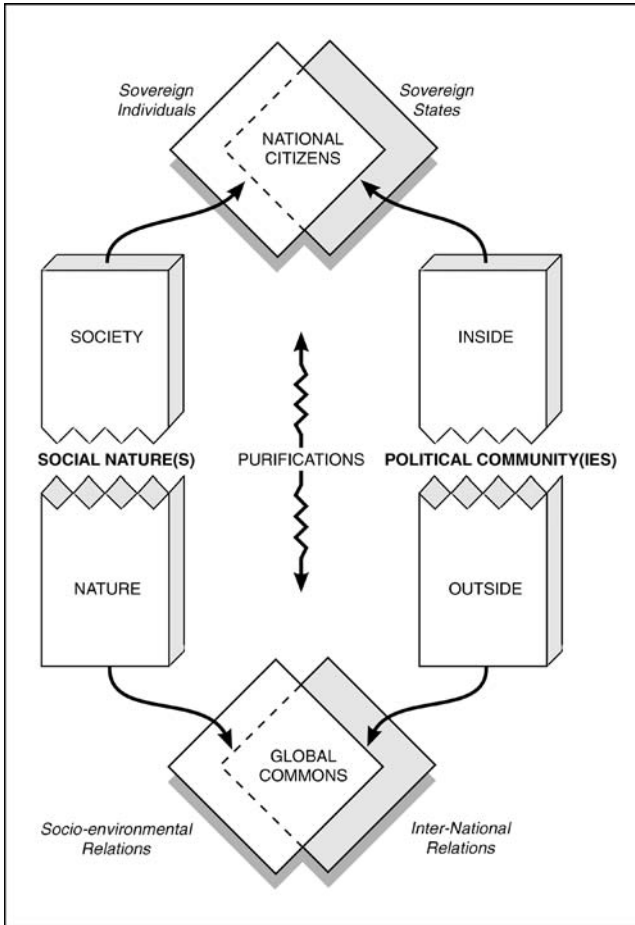 Sovereign
Individuals
Sovereign
States
NATIONAL
CITIZENS
SOCIETY
INSIDE
SOCIAL NATURE(S)
PURIFICATIONS
POLITICAL COMMUNITY(IES)
NATURE
OUTSIDE
GLOBAL
COMMONS
Socio-environmental
Relations
Inter-National
Relations